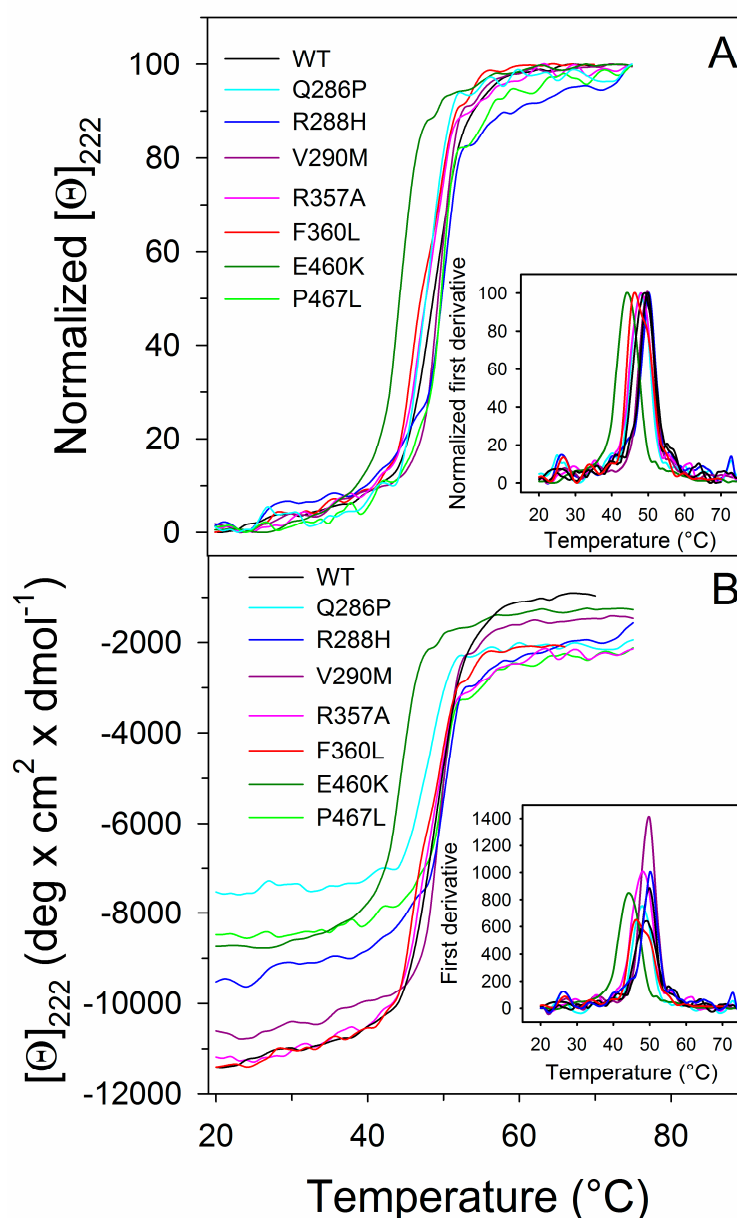 A
100
80
60
40
20
0
Normalized [Θ]222
WT
Q286P
R288H
V290M
R357A
F360L
E460K
P467L
Normalized first derivative
100
80
60
40
20
0
20 30 40 50 60 70
Temperature (°C)
B
-2000
-4000
-6000
-8000
-10000
-12000
[Θ]222 (deg x cm2 x dmol-1)
WT
Q286P
R288H
V290M
R357A
F360L
E460K
P467L
First derivative
1400
1200
1000
800
600
400
200
0
20 30 40 50 60 70
Temperature (°C)
20 40 60 80
Temperature (°C)